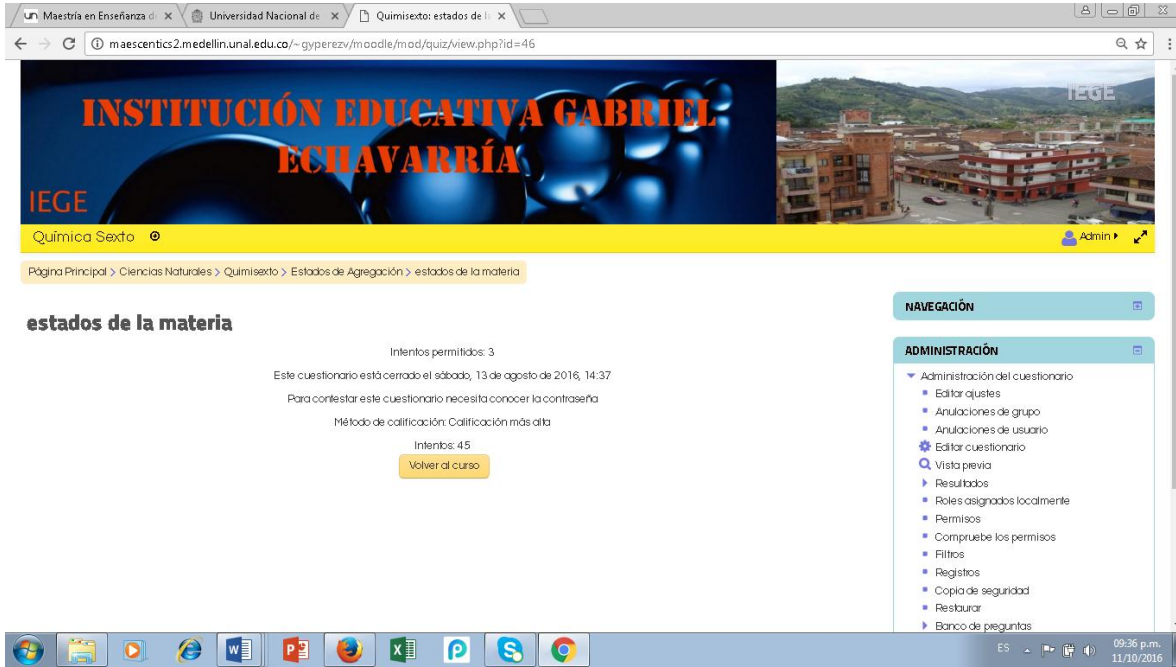 Maestría en Enseñanza d
Universidad Nacional de
Quimisexto: estados de l
maescentics2.medellin.unal.edu.co/~gyperezv/moodle/mod/quiz/view.php?id=46
INSTITUCIÓN EDUCATIVA GABRIEL
ECHAVARRÍA
IEGE
IEGE
Química Sexto
Admin
Página Principal > Ciencias Naturales > Quimisexto > Estados de Agregación > estados de la materia
estados de la materia
Intentos permitidos: 3
Este cuestionario está cerrado el sábado, 13 de agosto de 2016, 14:37
Para contestar este cuestionario necesita conocer la contraseña
Método de calificación: Calificación más alta
Intentos: 45
Volver al curso
NAVEGACIÓN
ADMINISTRACIÓN
Administración del cuestionario
Editar ajustes
Anulaciones de grupo
Anulaciones de usuario
Editar cuestionario
Vista previa
Resultados
Roles asignados localmente
Permisos
Compruebe los permisos
Filtros
Registros
Copia de seguridad
Restaurar
Banco de preguntas
ES
09:36 p.m.
11/10/2016